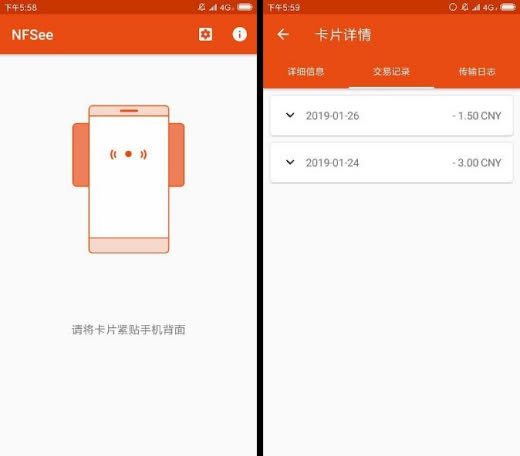 下午5:58
4G
NFSee
请将卡片紧贴手机背面
下午5:59
4G
卡片详情
详细信息
交易记录
传输日志
2019-01-26
- 1.50 CNY
2019-01-24
- 3.00 CNY